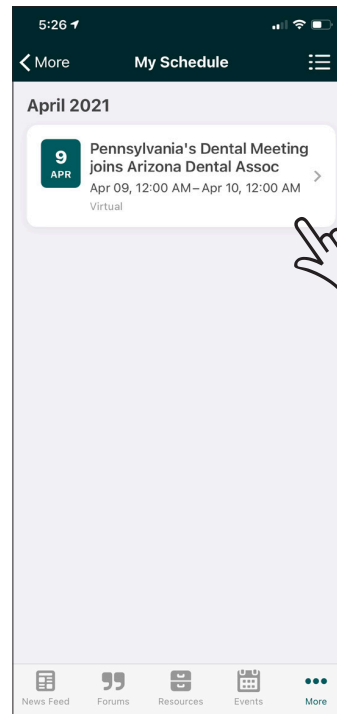 5:26
More
My Schedule
April 2021
9
APR
Pennsylvania's Dental Meeting
joins Arizona Dental Assoc
Apr 09, 12:00 AM – Apr 10, 12:00 AM
Virtual
News Feed
Forums
Resources
Events
More